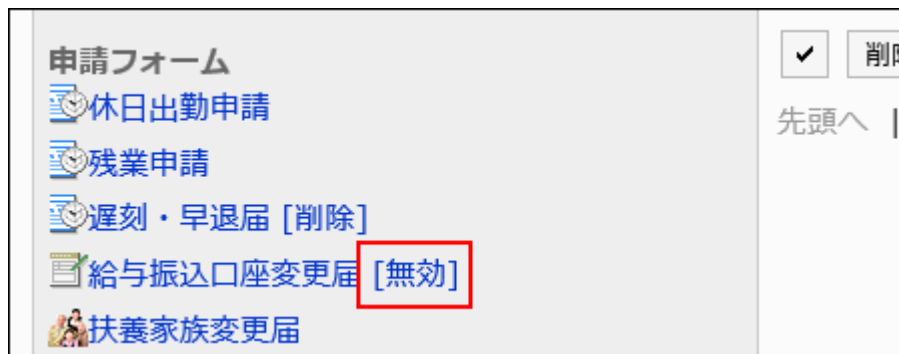 申請フォーム
休日出勤申請
残業申請
遅刻・早退届 [削除]
給与振込口座変更届 [無効]
扶養家族変更届
先頭へ |